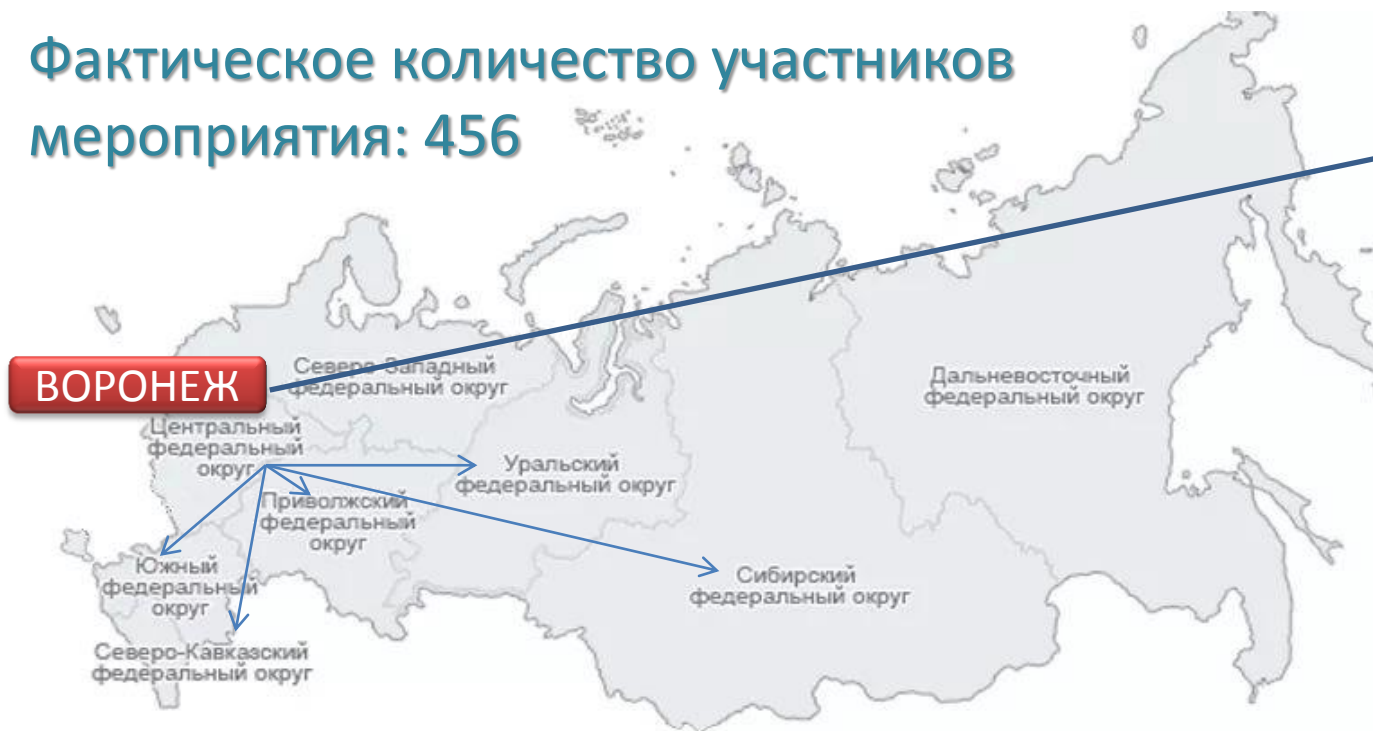 Фактическое количество участников
мероприятия: 456
ВОРОНЕЖ
Северо-Западный
федеральный округ
Центральный
федеральный
округ
Дальневосточный
федеральный округ
Уральский
федеральный округ
Приволжский
федеральный
округ
Южный
федеральный
округ
Сибирский
федеральный округ
Северо-Кавказский
федеральный округ